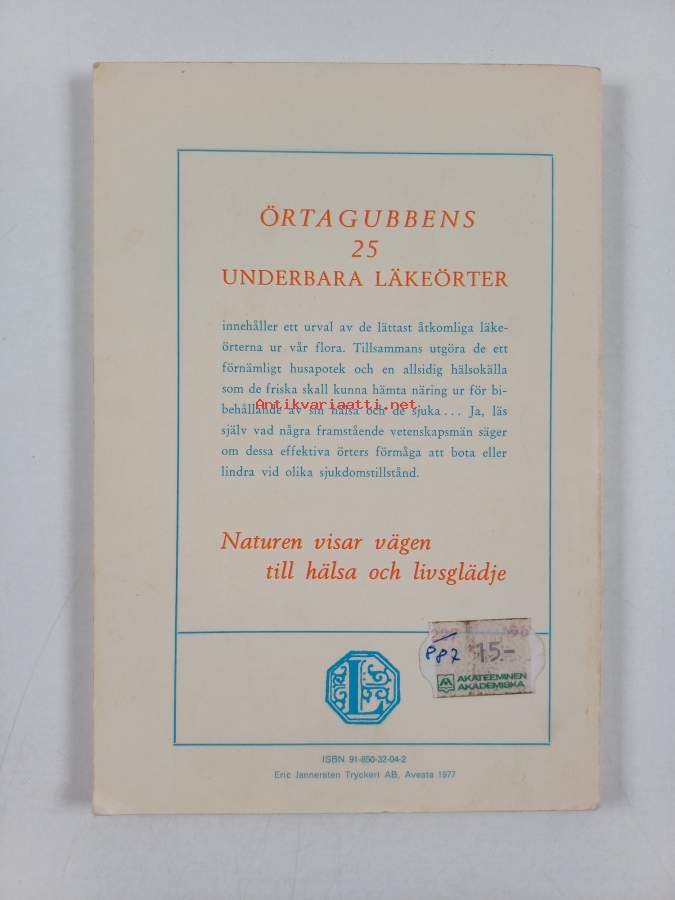 ÖRTAGUBBENS
25
UNDERBARA LÄKEÖRTER
innehåller ett urval av de lättast åtkomliga läke-
örterna ur vår flora. Tillsammans utgöra de ett
förnämligt husapotek och en allsidig hälsokälla
som de friska skall kunna hämta näring ur för bi-
behållande av sin hälsa och de sjuka... Ja, läs
själv vad några framstående vetenskapsmän säger
om dessa effektiva örters förmåga att bota eller
lindra vid olika sjukdomstillstånd.
Antikvariaatti.net
Naturen visar vägen
till hälsa och livsglädje
887 15.-
AKATEEMINEN
AKADEMISKA
L
ISBN 91-850-32-04-2
Eric Jannersten Tryckeri AB, Avesta 1977